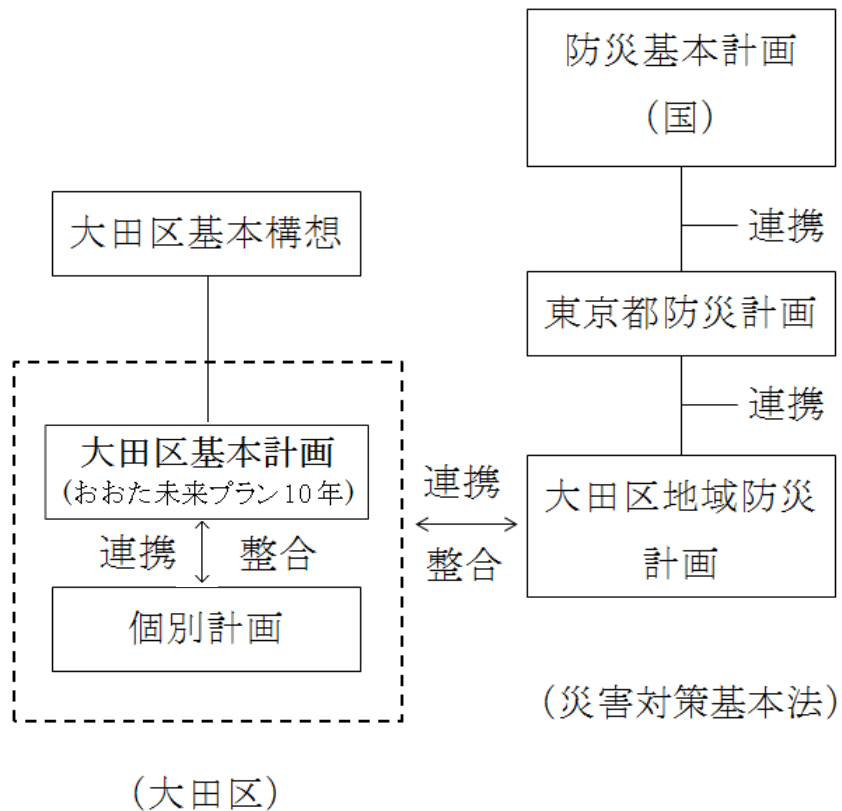 防災基本計画
(国)
連携
大田区基本構想
東京都防災計画
連携
大田区基本計画
(おおた未来プラン10年)
連携
整合
大田区地域防災
計画
連携 整合
個別計画
(災害対策基本法)
(大田区)